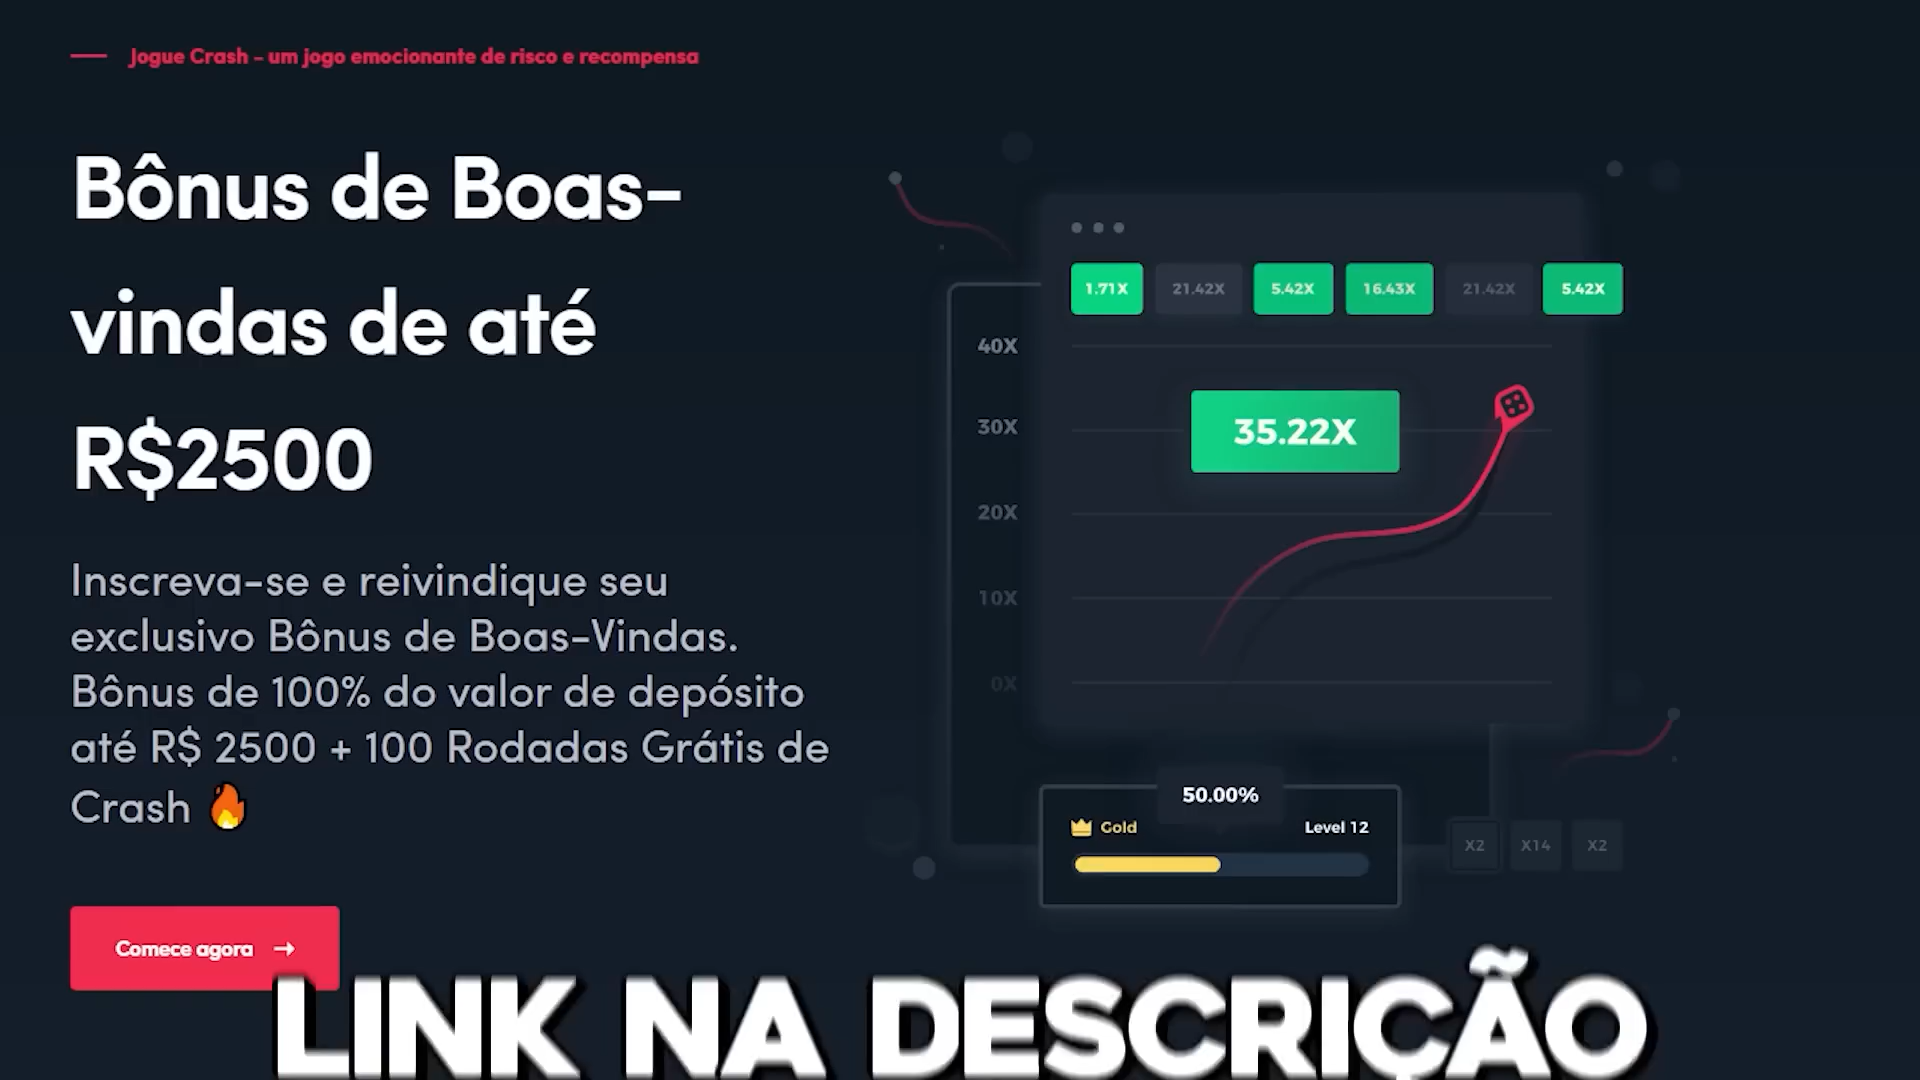 Jogue Crash - um jogo emocionante de risco e recompensa
Bônus de Boas-
vindas de até
R$2500
Inscreva-se e reivindique seu
exclusivo Bônus de Boas-Vindas.
Bônus de 100% do valor de depósito
até R$ 2500 + 100 Rodadas Grátis de
Crash 🔥
Comece agora →
1.71X 21.42X 5.42X 16.43X 21.42X 5.42X
40X
35.22X
30X
20X
10X
0X
50.00%
Gold Level 12
X2 X14 X2
LINK NA DESCRIÇÃO